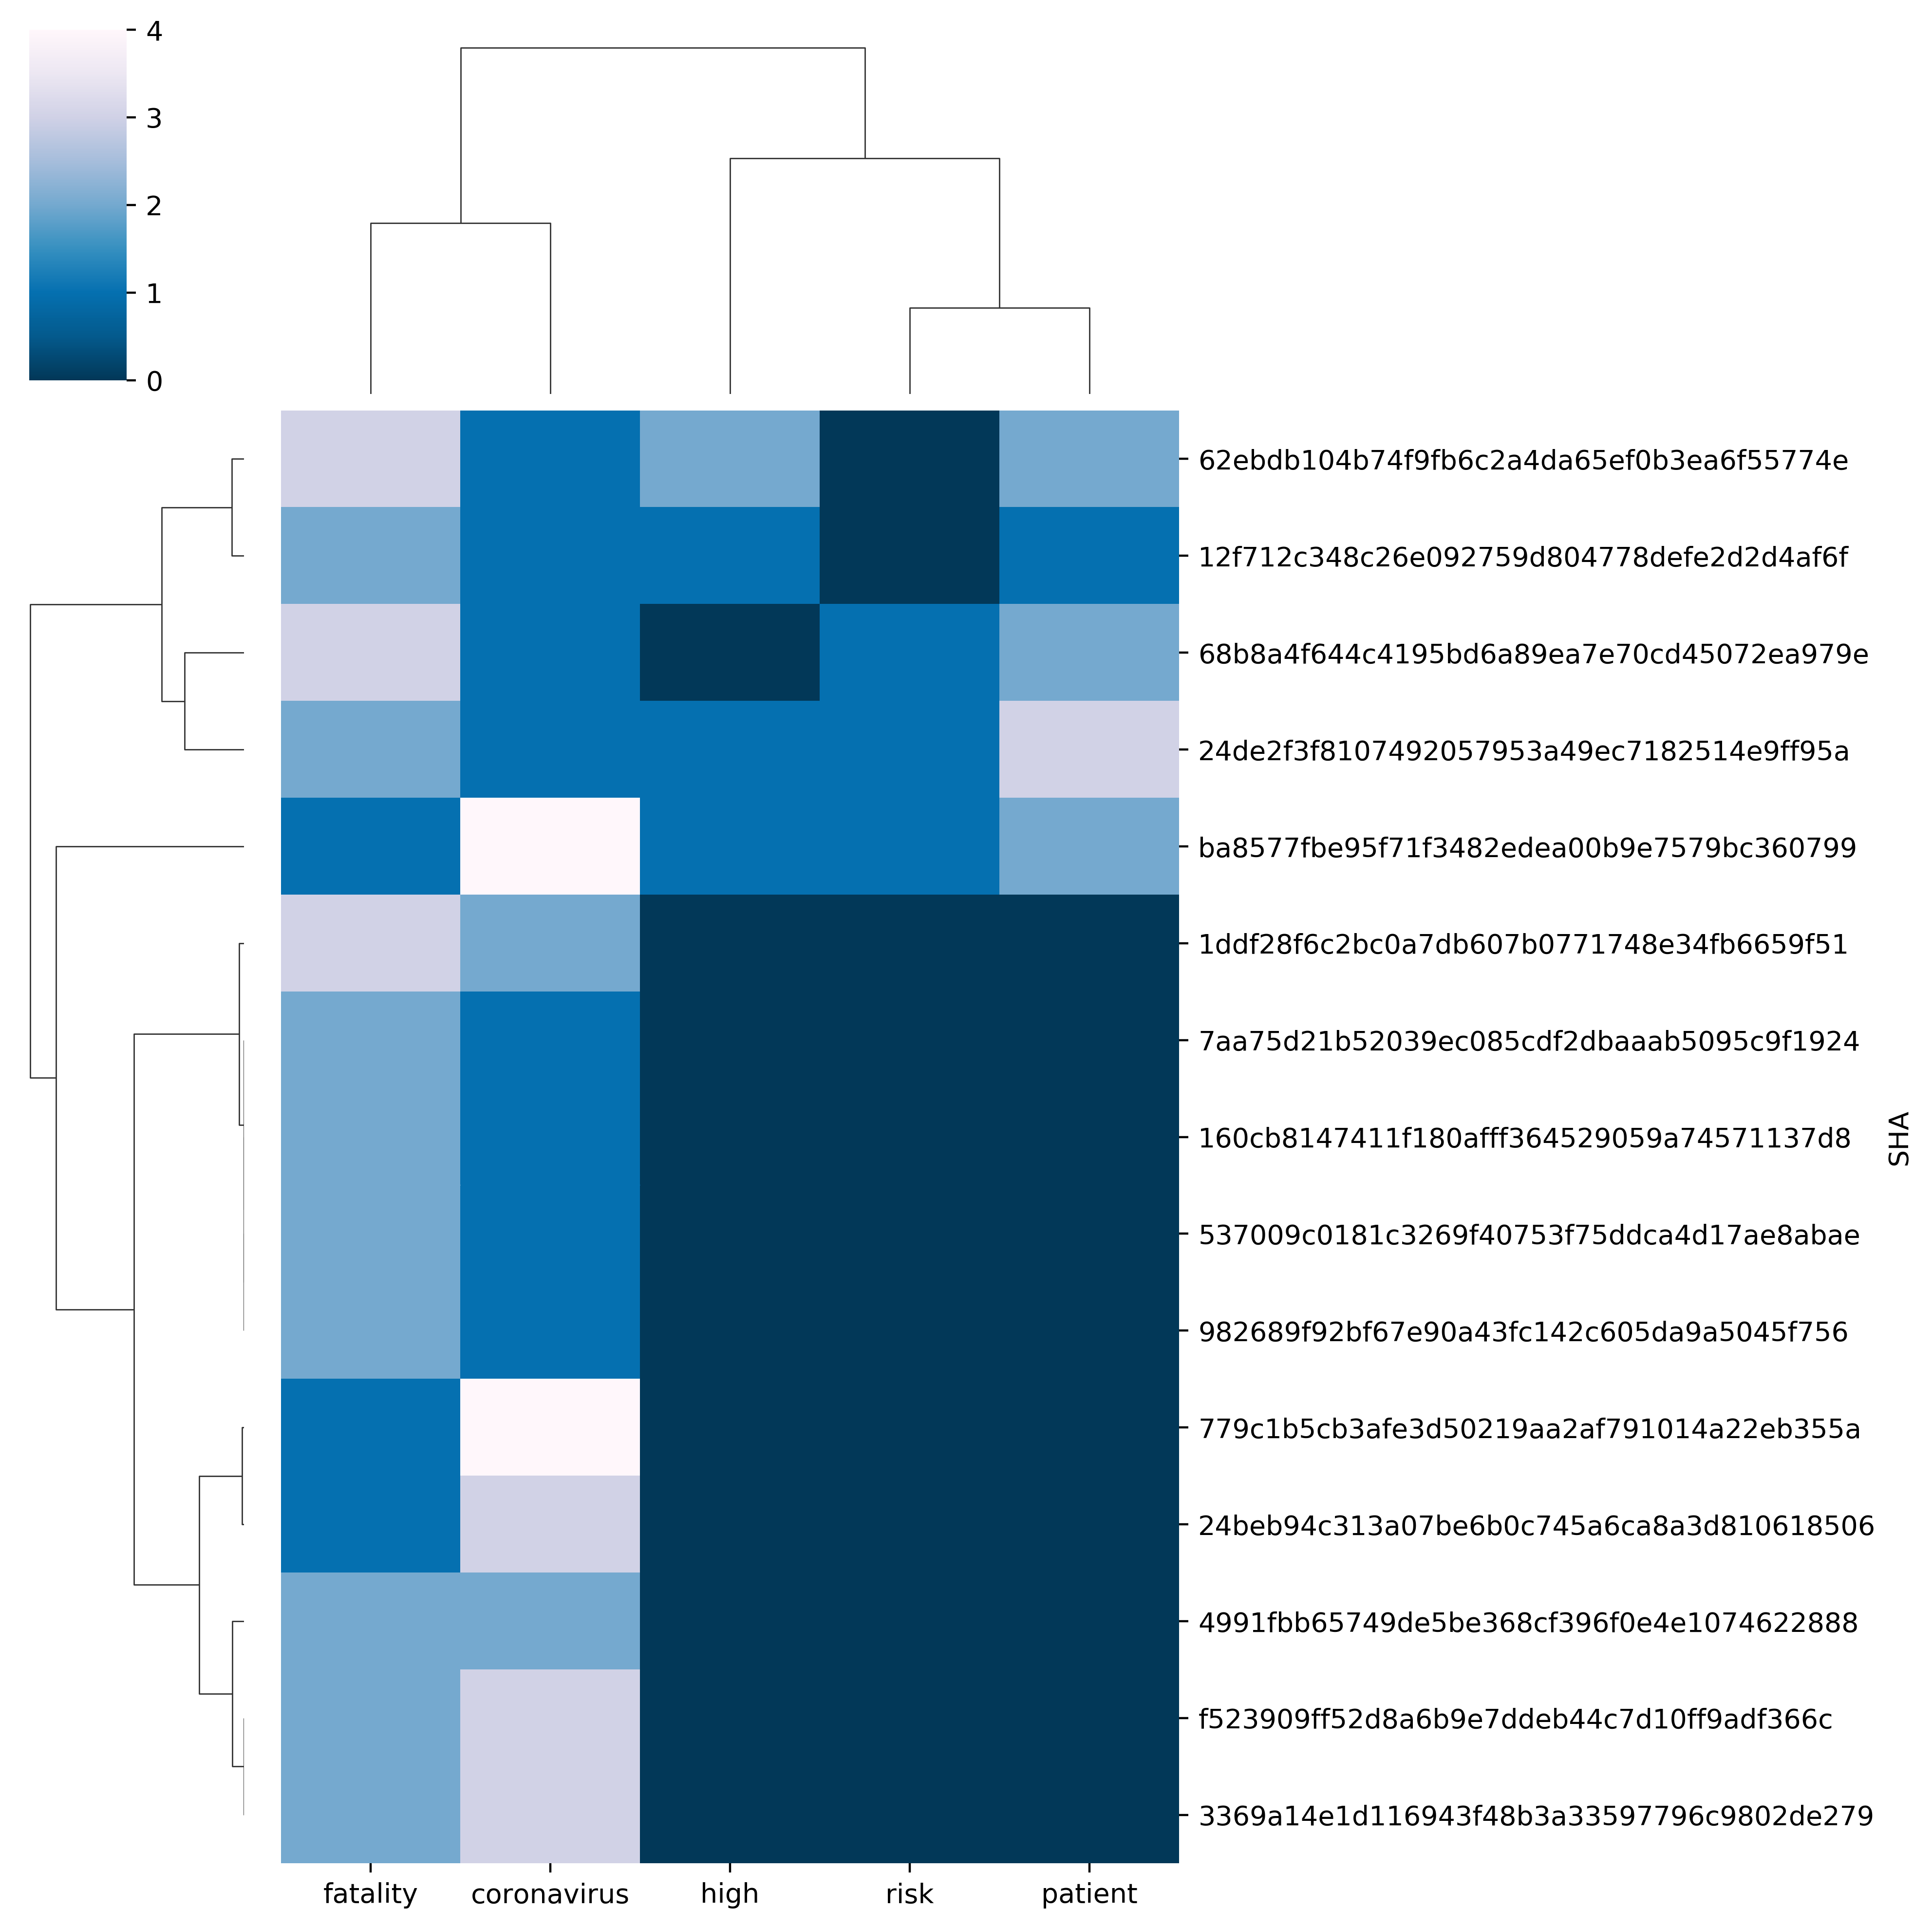 4
3
2
1
0
62ebdb104b74f9fb6c2a4da65ef0b3ea6f55774e
12f712c348c26e092759d804778defe2d2d4af6f
68b8a4f644c4195bd6a89ea7e70cd45072ea979e
24de2f3f8107492057953a49ec7182514e9ff95a
ba8577fbe95f71f3482edea00b9e7579bc360799
1ddf28f6c2bc0a7db607b0771748e34fb6659f51
7aa75d21b52039ec085cdf2dbaaab5095c9f1924
160cb8147411f180afff364529059a74571137d8
537009c0181c3269f40753f75ddca4d17ae8abae
982689f92bf67e90a43fc142c605da9a5045f756
779c1b5cb3afe3d50219aa2af791014a22eb355a
24beb94c313a07be6b0c745a6ca8a3d810618506
4991fbb65749de5be368cf396f0e4e1074622888
f523909ff52d8a6b9e7ddeb44c7d10ff9adf366c
3369a14e1d116943f48b3a33597796c9802de279
SHA
fatality coronavirus high risk patient